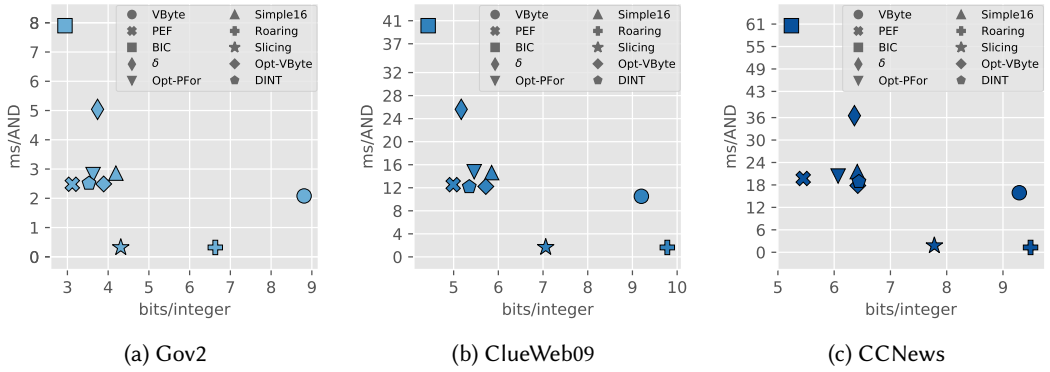 VByte Simple16
PEF Roaring
BIC Slicing
δ Opt-VByte
Opt-PFor DINT
8
7
6
5
4
3
2
1
0
ms/AND
3 4 5 6 7 8 9
bits/integer
(a) Gov2
VByte Simple16
PEF Roaring
BIC Slicing
δ Opt-VByte
Opt-PFor DINT
41
37
32
28
24
20
16
12
8
4
0
ms/AND
5 6 7 8 9 10
bits/integer
(b) ClueWeb09
VByte Simple16
PEF Roaring
BIC Slicing
δ Opt-VByte
Opt-PFor DINT
61
55
49
43
36
30
24
18
12
6
0
ms/AND
5 6 7 8 9
bits/integer
(c) CCNews